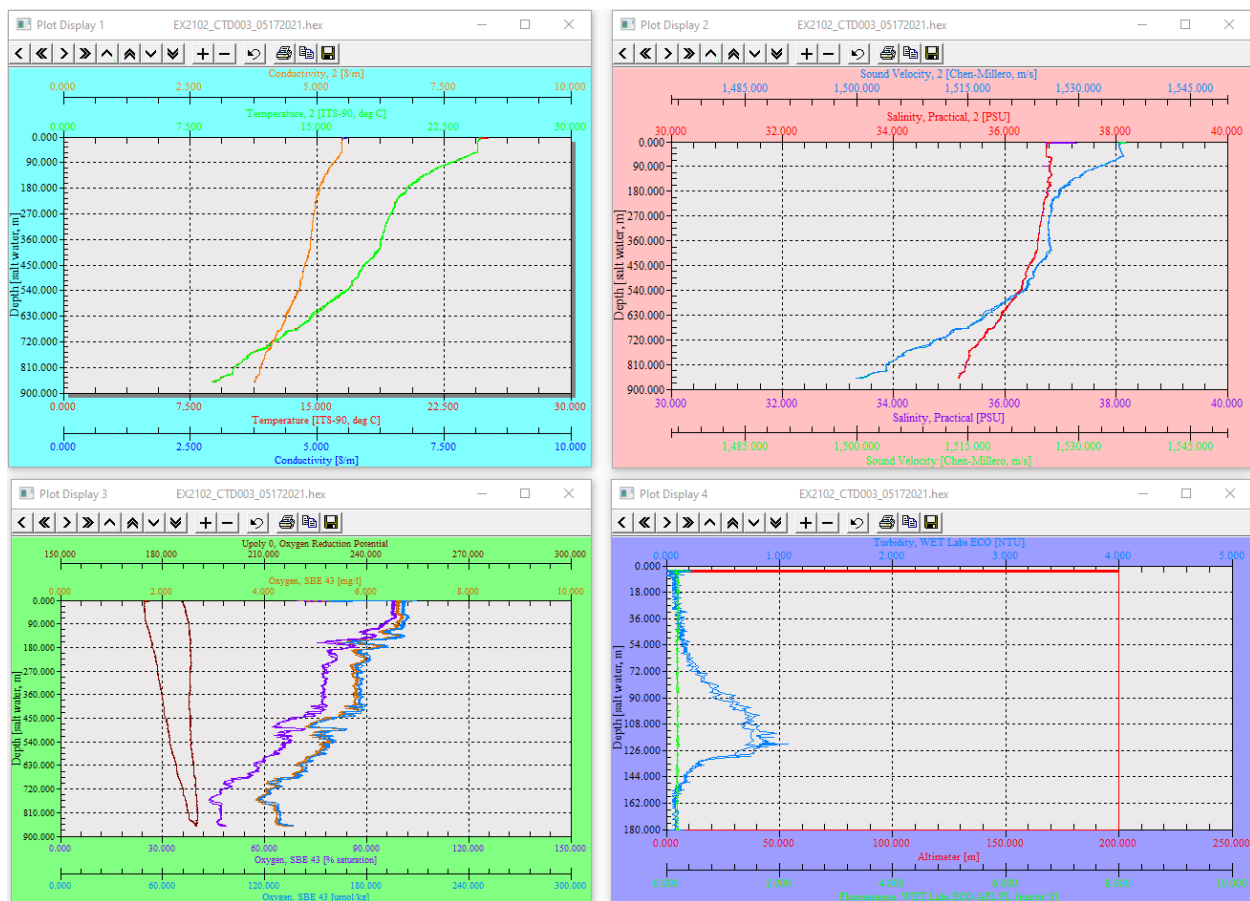 Plot Display 1 EX2102_CTD003_05172021.hex
Conductivity, 2 [S/m]
0.000 2.500 5.000 7.500 10.000
Temperature, 2 [ITS-90, deg C]
0.000 7.500 15.000 22.500 30.000
Depth [salt water, m]
0.000
90.000
180.000
270.000
360.000
450.000
540.000
630.000
720.000
810.000
900.000
0.000 7.500 15.000 22.500 30.000
Temperature [ITS-90, deg C]
0.000 2.500 5.000 7.500 10.000
Conductivity [S/m]
Plot Display 2 EX2102_CTD003_05172021.hex
Sound Velocity, 2 [Chen-Millero, m/s]
1,485.000 1,500.000 1,515.000 1,530.000 1,545.000
Salinity, Practical, 2 [PSU]
30.000 32.000 34.000 36.000 38.000 40.000
Depth [salt water, m]
0.000
90.000
180.000
270.000
360.000
450.000
540.000
630.000
720.000
810.000
900.000
30.000 32.000 34.000 36.000 38.000 40.000
Salinity, Practical [PSU]
1,485.000 1,500.000 1,515.000 1,530.000 1,545.000
Sound Velocity [Chen-Millero, m/s]
Plot Display 3 EX2102_CTD003_05172021.hex
Upoly 0, Oxygen Reduction Potential
150.000 180.000 210.000 240.000 270.000 300.000
Oxygen, SBE 43 [mg/l]
0.000 2.000 4.000 6.000 8.000 10.000
Depth [salt water, m]
0.000
90.000
180.000
270.000
360.000
450.000
540.000
630.000
720.000
810.000
900.000
0.000 30.000 60.000 90.000 120.000 150.000
Oxygen, SBE 43 [% saturation]
0.000 60.000 120.000 180.000 240.000 300.000
Oxygen, SBE 43 [umol/kg]
Plot Display 4 EX2102_CTD003_05172021.hex
Turbidity, WET Labs ECO [NTU]
0.000 1.000 2.000 3.000 4.000 5.000
Depth [salt water, m]
0.000
18.000
36.000
54.000
72.000
90.000
108.000
126.000
144.000
162.000
180.000
0.000 50.000 100.000 150.000 200.000 250.000
Altimeter [m]
0.000 2.000 4.000 6.000 8.000 10.000
Fluorescence, WET Labs ECO-AFL/FL [mg/m^3]